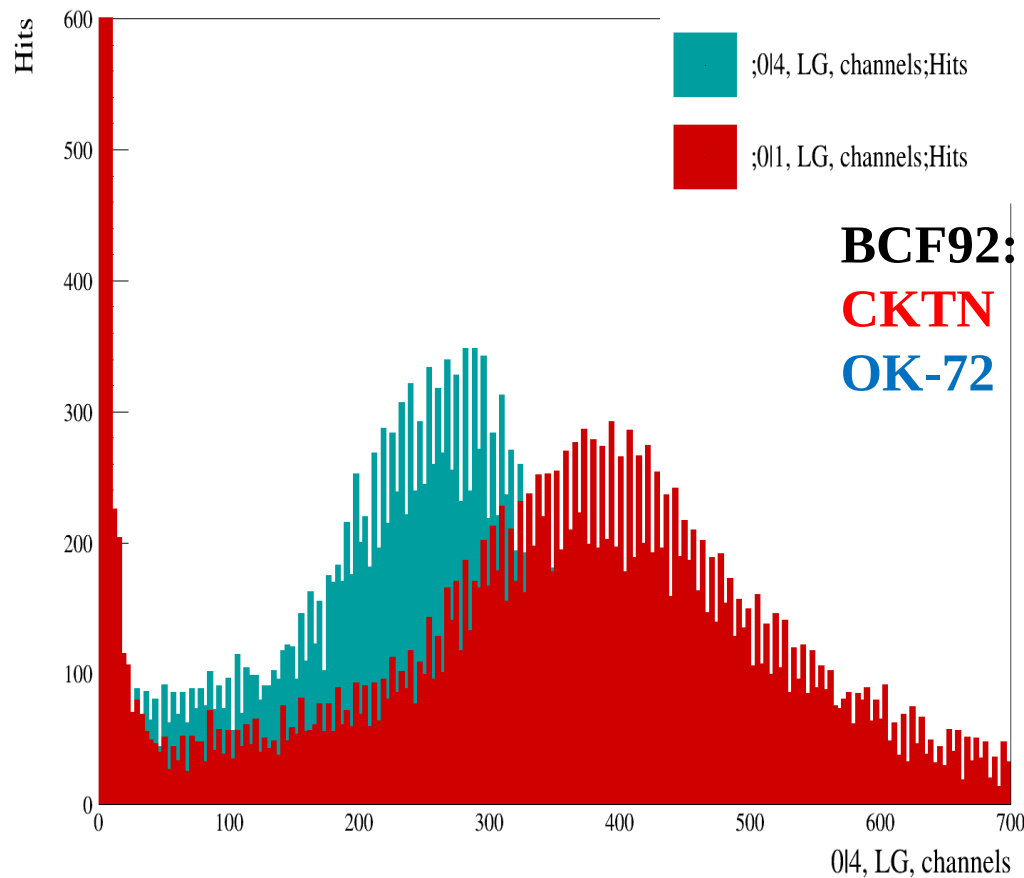 Hits
600
500
400
300
200
100
0
;0|4, LG, channels;Hits
;0|1, LG, channels;Hits
BCF92:
CKTN
OK-72
0 100 200 300 400 500 600 700
0|4, LG, channels